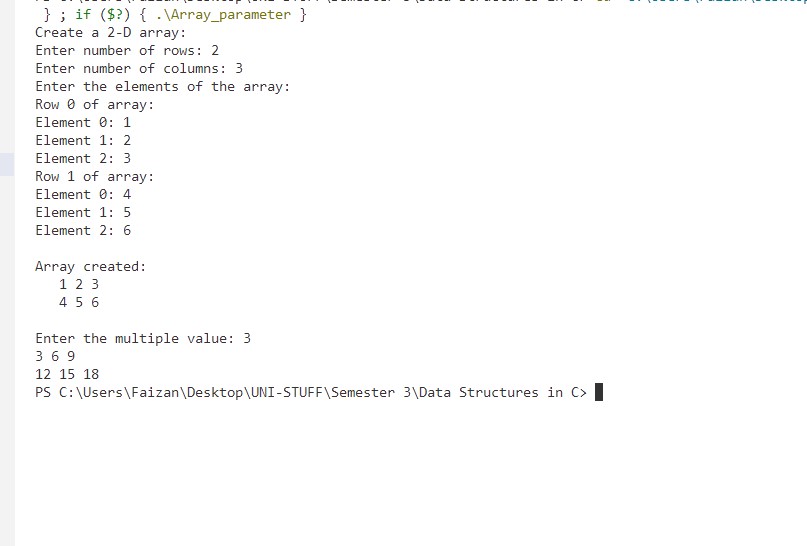 } ; if ($?) { .\Array_parameter }
Create a 2-D array:
Enter number of rows: 2
Enter number of columns: 3
Enter the elements of the array:
Row 0 of array:
Element 0: 1
Element 1: 2
Element 2: 3
Row 1 of array:
Element 0: 4
Element 1: 5
Element 2: 6
Array created:
1 2 3
4 5 6
Enter the multiple value: 3
3 6 9
12 15 18
PS C:\Users\Faizan\Desktop\UNI-STUFF\Semester 3\Data Structures in C>